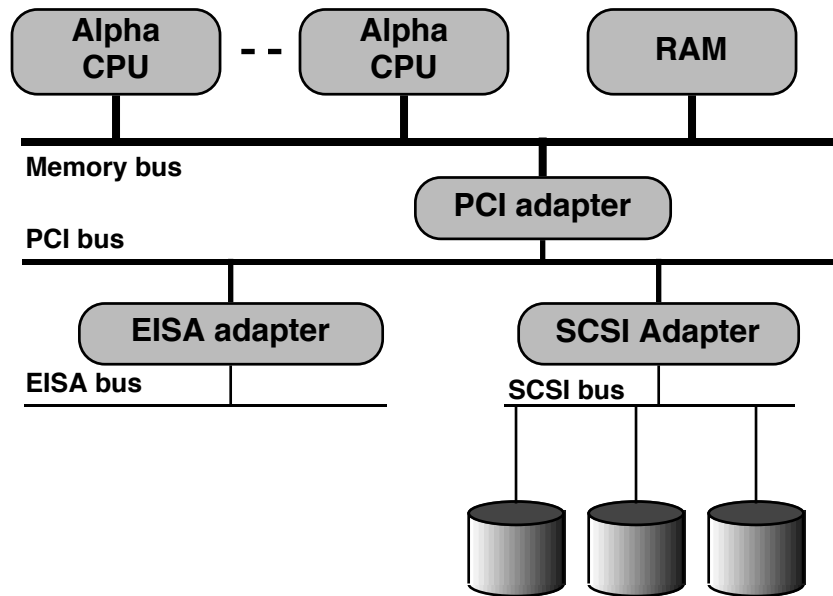 Alpha
CPU
- -
Alpha
CPU
RAM
Memory bus
PCI adapter
PCI bus
EISA adapter
SCSI Adapter
EISA bus
SCSI bus